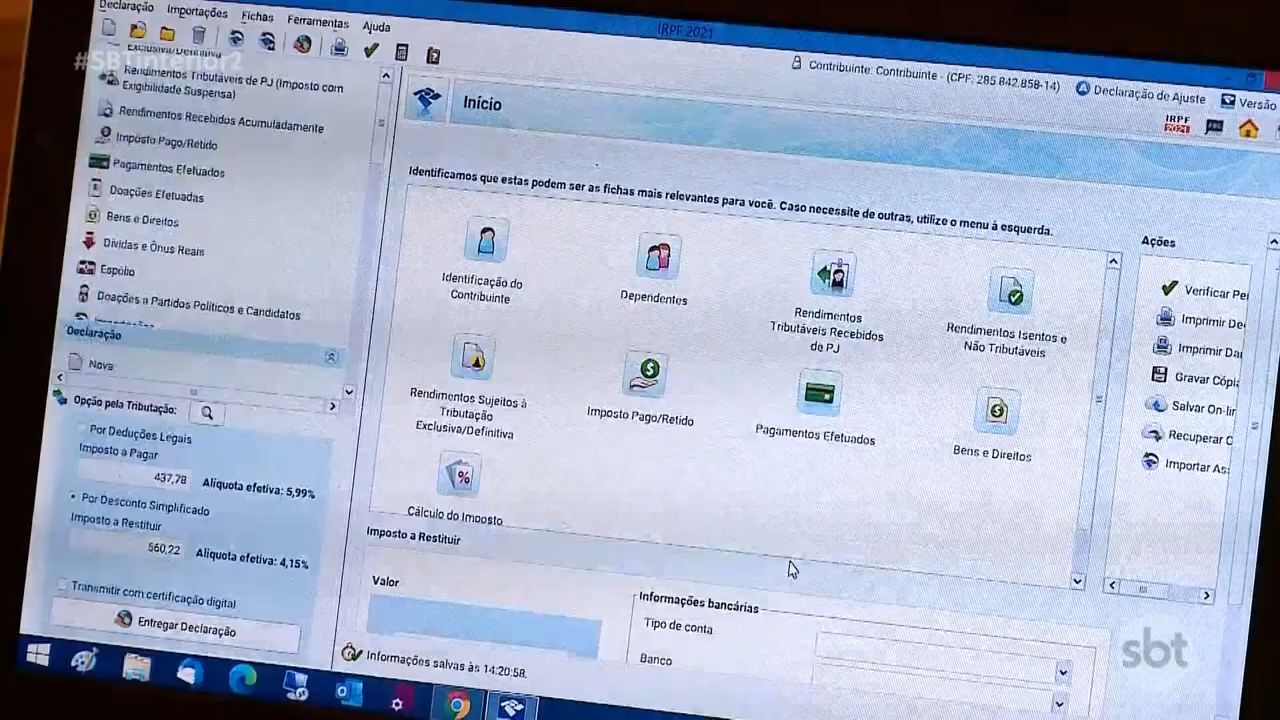 Declaração Importações Fichas Ferramentas Ajuda
IRPF 2021
#SBTinterior2
Exclusiva/Definitiva
Rendimentos Tributáveis de PJ (Imposto com
Exigibilidade Suspensa)
Rendimentos Recebidos Acumuladamente
Imposto Pago/Retido
Pagamentos Efetuados
Doações Efetuadas
Bens e Direitos
Dívidas e Ônus Reais
Espólio
Doações a Partidos Políticos e Candidatos
Declaração
Nova
Opção pela Tributação:
Por Deduções Legais
Imposto a Pagar
437,78 Aliquota efetiva: 5,99%
Por Desconto Simplificado
Imposto a Restituir
560,22 Aliquota efetiva: 4,15%
Transmitir com certificação digital
Entregar Declaração
Contribuinte: Contribuinte - (CPF: 285.842.858-14) Declaração de Ajuste Versão
IRPF
2021
Início
Identificamos que estas podem ser as fichas mais relevantes para você. Caso necessite de outras, utilize o menu à esquerda.
Identificação do
Contribuinte
Dependentes
Rendimentos
Tributáveis Recebidos
de PJ
Rendimentos Isentos e
Não Tributáveis
Rendimentos Sujeitos à
Tributação
Exclusiva/Definitiva
Imposto Pago/Retido
Pagamentos Efetuados
Bens e Direitos
Cálculo do Imposto
Ações
Verificar Pe
Imprimir De
Imprimir Da
Gravar Cópia
Salvar On-lin
Recuperar C
Importar As
Imposto a Restituir
Valor
Informações bancárias
Tipo de conta
Banco
Informações salvas às 14:20:58.
sbt